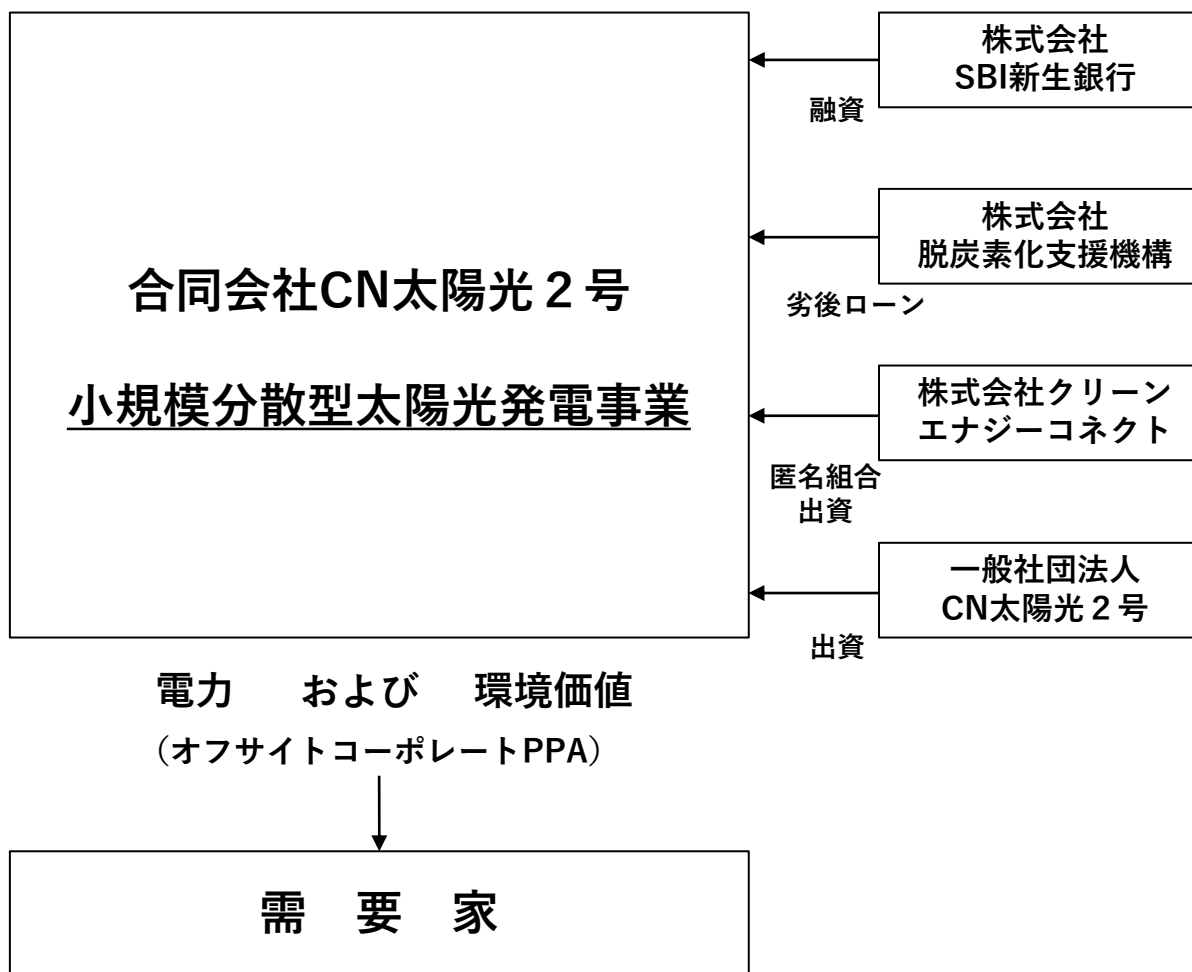 合同会社CN太陽光２号
小規模分散型太陽光発電事業
株式会社
SBI新生銀行
融資
株式会社
脱炭素化支援機構
劣後ローン
株式会社クリーン
エナジーコネクト
匿名組合
出資
一般社団法人
CN太陽光２号
出資
電力　および　環境価値
（オフサイトコーポレートPPA）
需　要　家